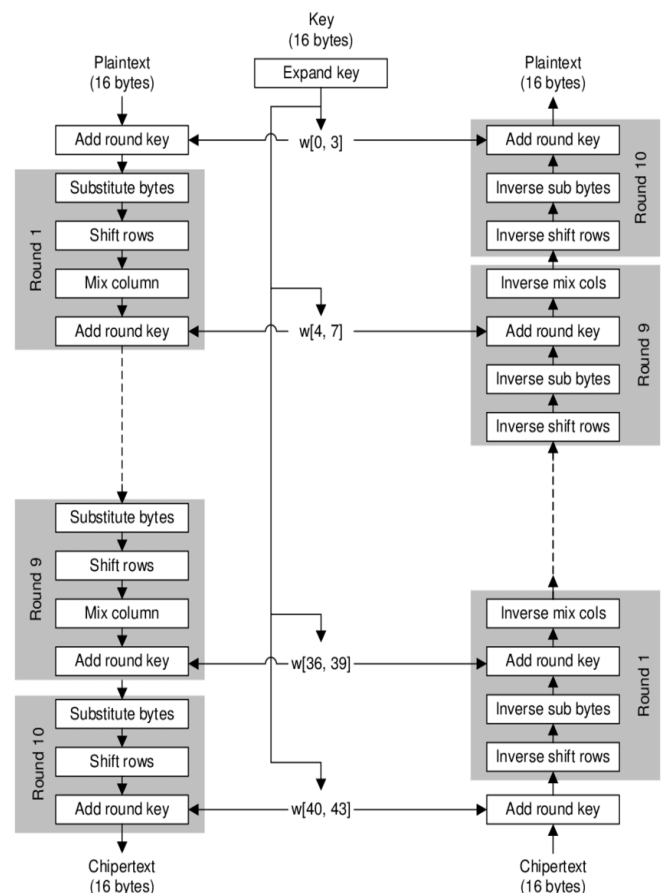 Key
(16 bytes)
Expand key
Plaintext
(16 bytes)
Add round key
Round 1
Substitute bytes
Shift rows
Mix column
Add round key
Round 9
Substitute bytes
Shift rows
Mix column
Add round key
Round 10
Substitute bytes
Shift rows
Add round key
Chipertext
(16 bytes)
w[0, 3]
w[4, 7]
w[36, 39]
w[40, 43]
Plaintext
(16 bytes)
Add round key
Inverse sub bytes
Inverse shift rows
Round 10
Inverse mix cols
Add round key
Inverse sub bytes
Inverse shift rows
Round 9
Inverse mix cols
Add round key
Inverse sub bytes
Inverse shift rows
Round 1
Add round key
Chipertext
(16 bytes)